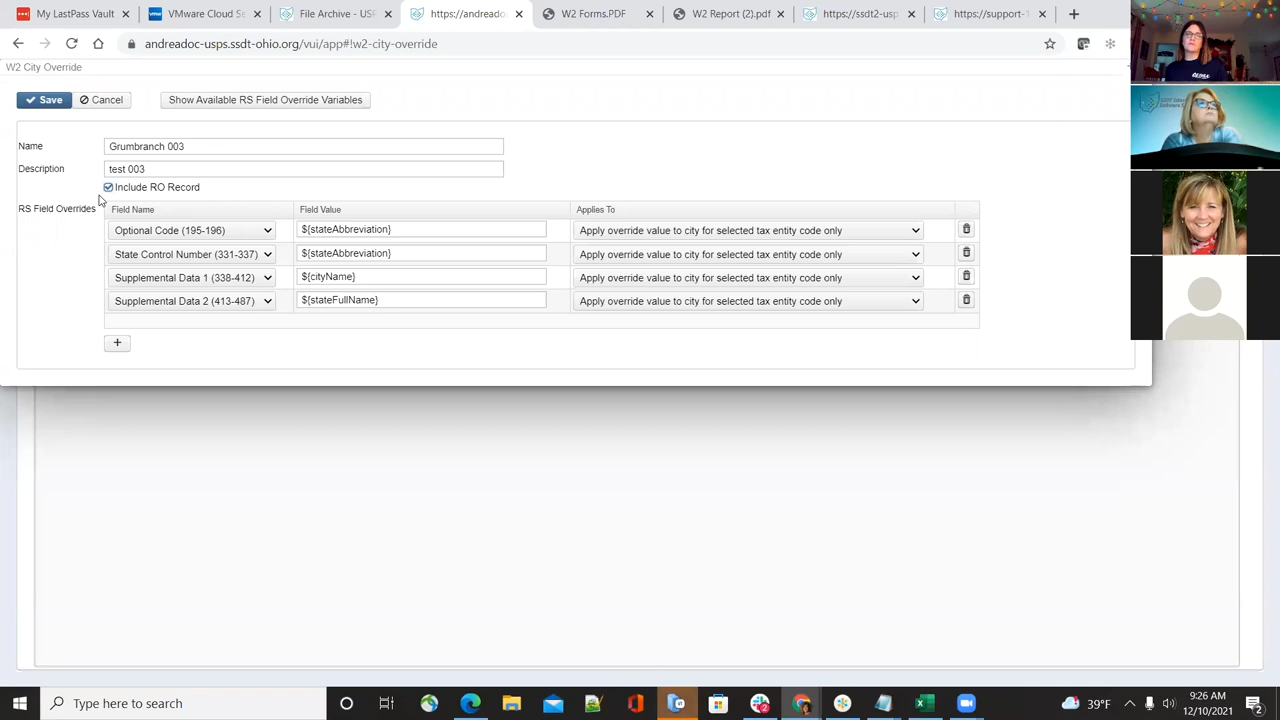 My LastPass Vault
VMware Cloud Se
File Archive - USP
https://andreado
W2 Forms.PDF
W2 Report (2).pdf
https://ssdt2-usp
https://support-
andreadoc-usps.ssdt-ohio.org/vui/app#!w2-city-override
W2 City Override
Save
Cancel
Show Available RS Field Override Variables
Name
Grumbranch 003
Description
test 003
Include RO Record
RS Field Overrides
Field Name
Field Value
Applies To
Optional Code (195-196)
${stateAbbreviation}
Apply override value to city for selected tax entity code only
State Control Number (331-337)
${stateAbbreviation}
Apply override value to city for selected tax entity code only
Supplemental Data 1 (338-412)
${cityName}
Apply override value to city for selected tax entity code only
Supplemental Data 2 (413-487)
${stateFullName}
Apply override value to city for selected tax entity code only
+
Type here to search
39°F
9:26 AM
12/10/2021
2